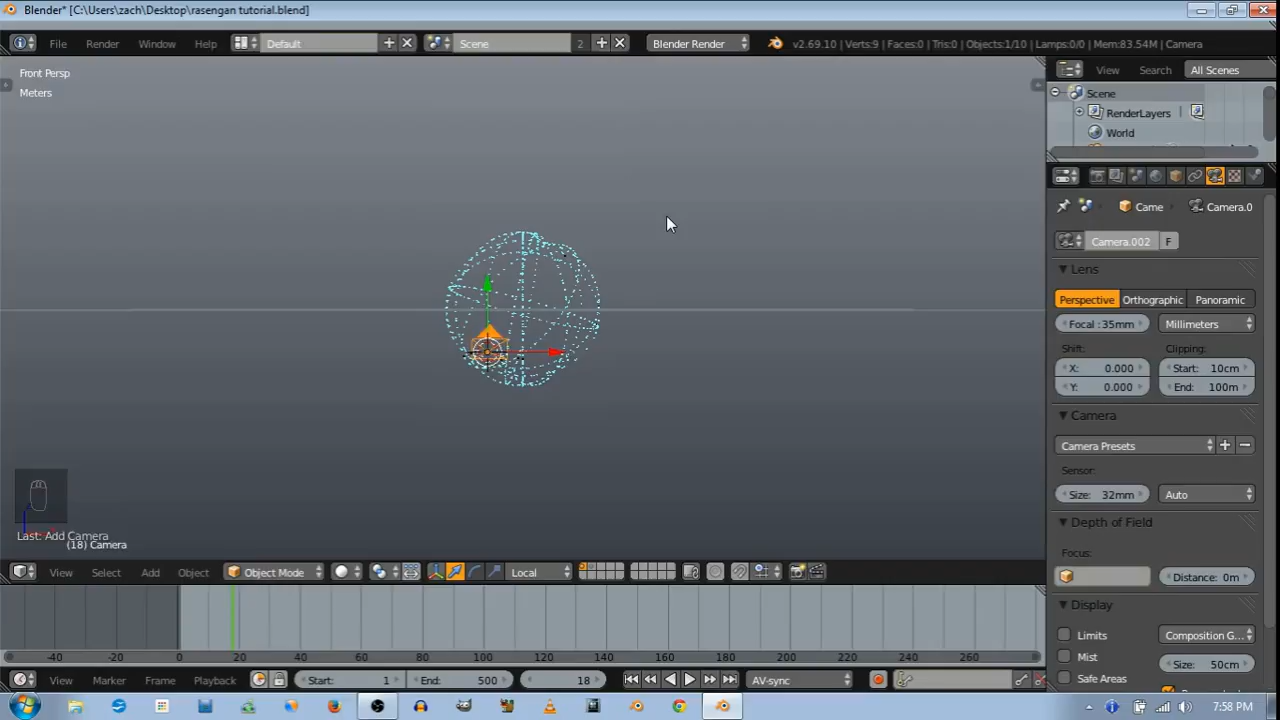 Blender* [C:\Users\zach\Desktop\rasengan tutorial.blend]
File Render Window Help Default Scene 2 Blender Render v2.69.10 | Verts:9 | Faces:0 | Tris:0 | Objects:1/10 | Lamps:0/0 | Mem:83.54M | Camera
Front Persp
Meters
View Search All Scenes
Scene
RenderLayers
World
Came Camera.0
Camera.002 F
Lens
Perspective Orthographic Panoramic
Focal :35mm Millimeters
Shift: Clipping:
X: 0.000 Start: 10cm
Y: 0.000 End: 100m
Camera
Camera Presets
Sensor:
Size: 32mm Auto
Depth of Field
Focus:
Distance: 0m
Display
Limits Composition G...
Mist Size: 50cm
Safe Areas
Last: Add Camera
(18) Camera
View Select Add Object Object Mode Local
-40 -20 0 20 40 60 80 100 120 140 160 180 200 220 240 260
View Marker Frame Playback Start: 1 End: 500 18 AV-sync
7:58 PM